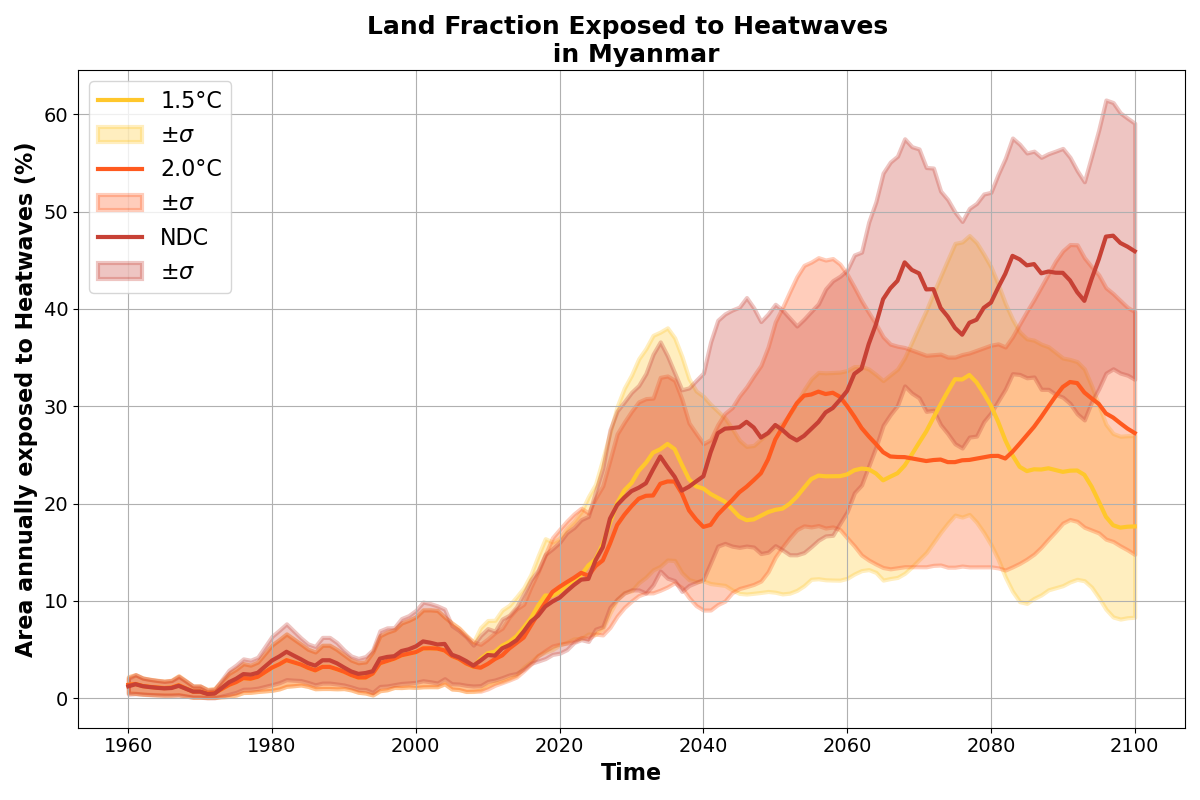 Land Fraction Exposed to Heatwaves
in Myanmar
1.5°C
±σ
2.0°C
±σ
NDC
±σ
Area annually exposed to Heatwaves (%)
60
50
40
30
20
10
0
1960 1980 2000 2020 2040 2060 2080 2100
Time